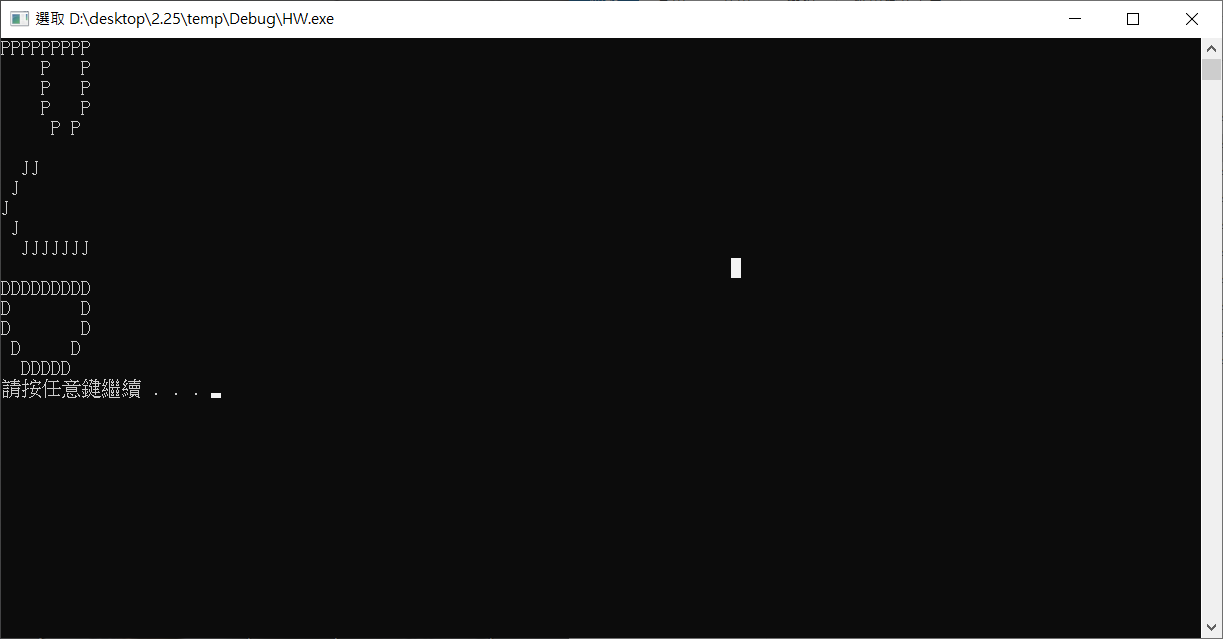 選取 D:\desktop\2.25\temp\Debug\HW.exe
PPPPPPPPP
    P   P
    P   P
    P   P
     P P
  JJ
 J
J
 J
  JJJJJJJ
DDDDDDDDD
D       D
D       D
 D     D
  DDDDD
請按任意鍵繼續 . . .